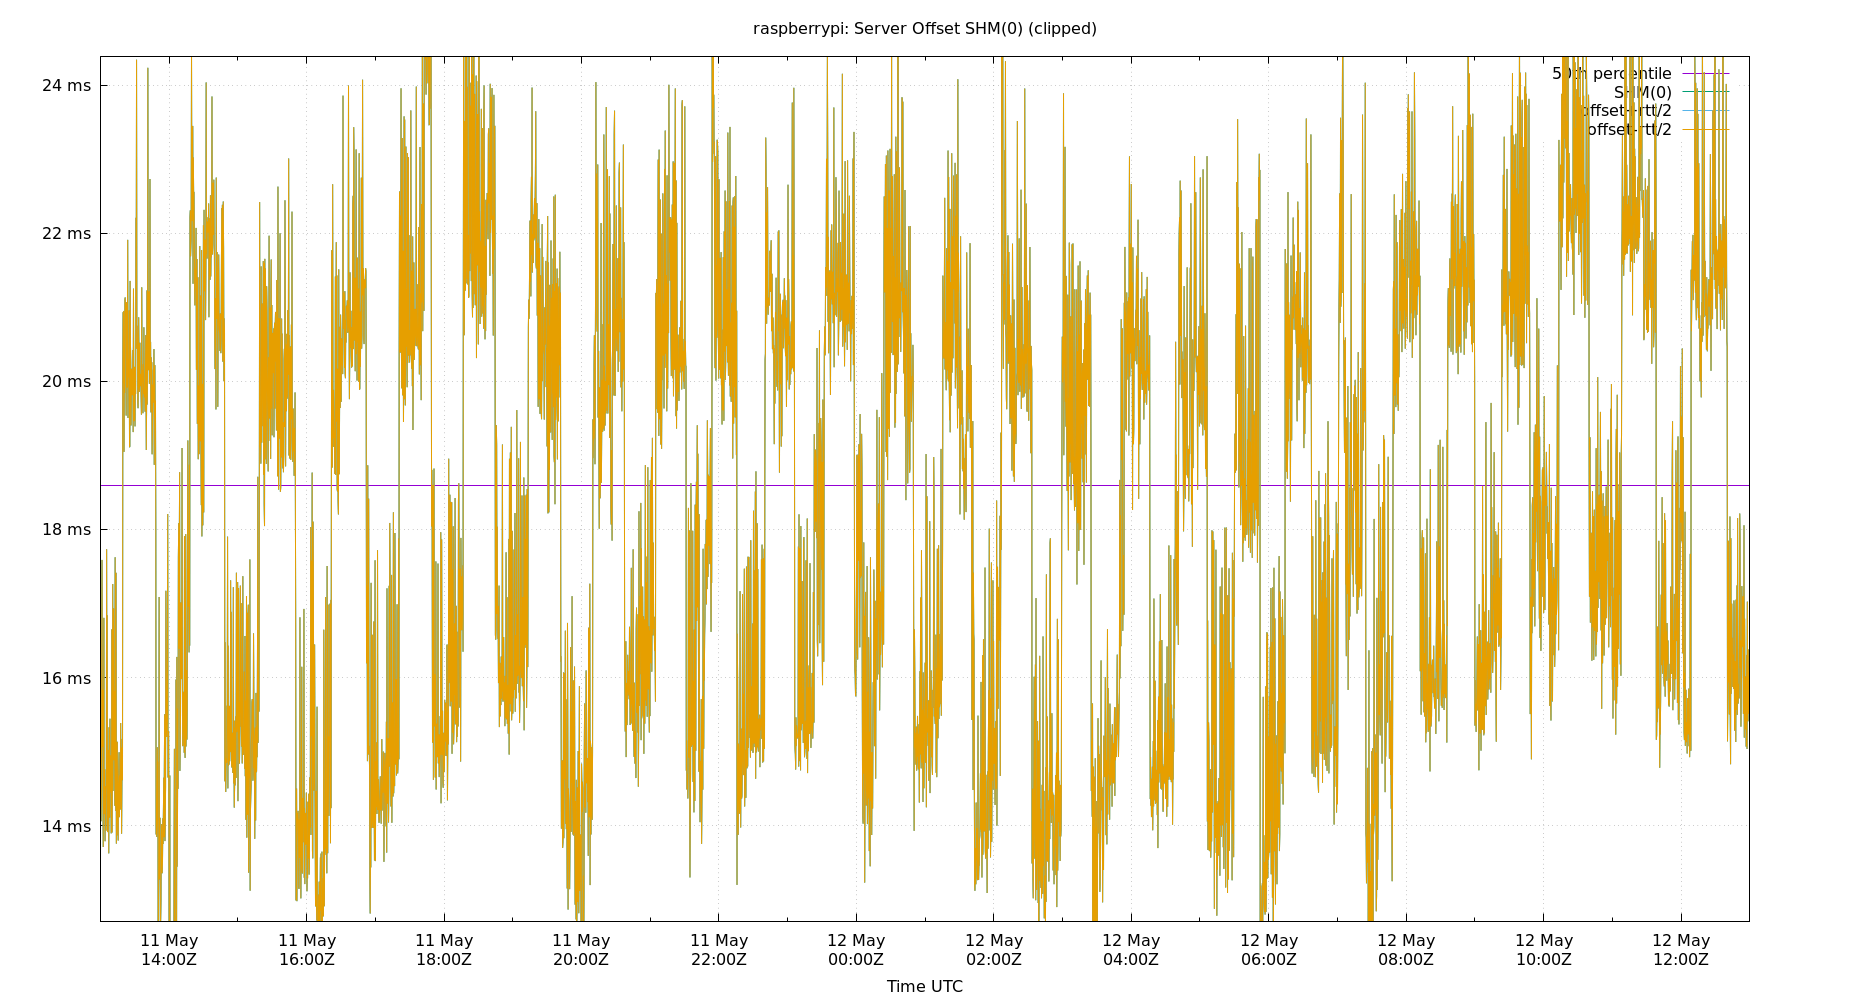 raspberrypi: Server Offset SHM(0) (clipped)
24 ms
22 ms
20 ms
18 ms
16 ms
14 ms
50th percentile
SHM(0)
offset+rtt/2
offset-rtt/2
11 May 14:00Z
11 May 16:00Z
11 May 18:00Z
11 May 20:00Z
11 May 22:00Z
12 May 00:00Z
12 May 02:00Z
12 May 04:00Z
12 May 06:00Z
12 May 08:00Z
12 May 10:00Z
12 May 12:00Z
Time UTC